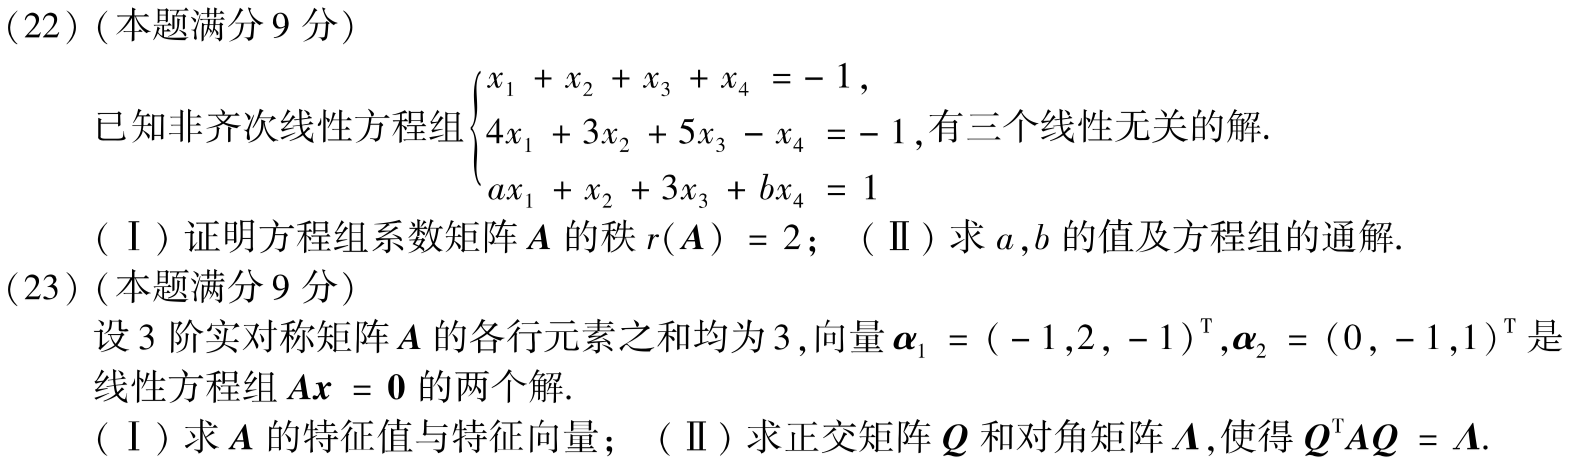 (22) (本题满分 9 分)
x₁ + x₂ + x₃ + x₄ = − 1,
已知非齐次线性方程组{4x₁ + 3x₂ + 5x₃ − x₄ = − 1,有三个线性无关的解.
ax₁ + x₂ + 3x₃ + bx₄ = 1
(Ⅰ) 证明方程组系数矩阵 A 的秩 r(A) = 2; (Ⅱ) 求 a,b 的值及方程组的通解.
(23) (本题满分 9 分)
设 3 阶实对称矩阵 A 的各行元素之和均为 3,向量 α₁ = ( − 1,2, − 1)ᵀ,α₂ = (0, − 1,1)ᵀ 是
线性方程组 Ax = 0 的两个解.
(Ⅰ) 求 A 的特征值与特征向量; (Ⅱ) 求正交矩阵 Q 和对角矩阵 Λ,使得 QᵀAQ = Λ.